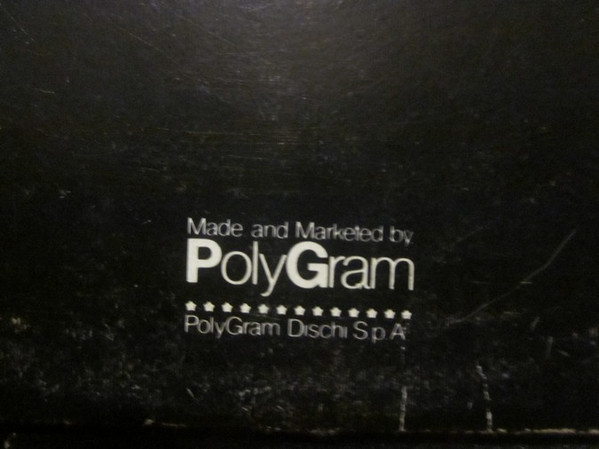 Made and Marketed by
PolyGram
PolyGram Dischi S.p.A